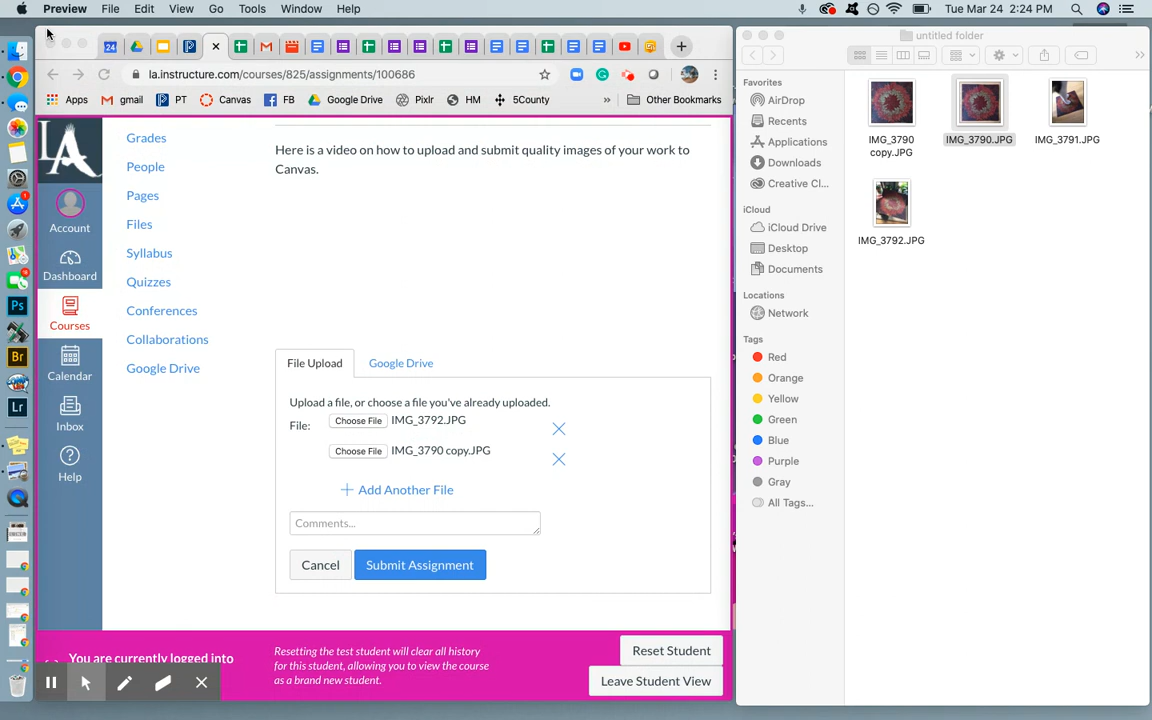 Preview File Edit View Go Tools Window Help
Tue Mar 24 2:24 PM
24
la.instructure.com/courses/825/assignments/100686
Apps gmail PT Canvas FB Google Drive Pixlr HM 5County » Other Bookmarks
LA
Account
Dashboard
Courses
Calendar
Inbox
Help
Grades
People
Pages
Files
Syllabus
Quizzes
Conferences
Collaborations
Google Drive
Here is a video on how to upload and submit quality images of your work to
Canvas.
File Upload Google Drive
Upload a file, or choose a file you've already uploaded.
File: Choose File IMG_3792.JPG
Choose File IMG_3790 copy.JPG
Add Another File
Comments...
Cancel Submit Assignment
You are currently logged into
Resetting the test student will clear all history
for this student, allowing you to view the course
as a brand new student.
Reset Student
Leave Student View
Ps
Br
Lr
untitled folder
Favorites
AirDrop
Recents
Applications
Downloads
Creative Cl...
iCloud
iCloud Drive
Desktop
Documents
Locations
Network
Tags
Red
Orange
Yellow
Green
Blue
Purple
Gray
All Tags...
IMG_3790
copy.JPG
IMG_3790.JPG
IMG_3791.JPG
IMG_3792.JPG